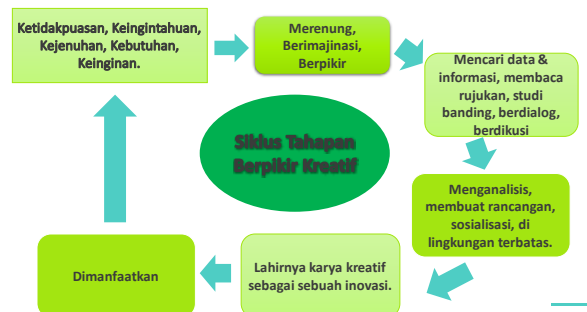 Ketidakpuasan, Keingintahuan,
Kejenuhan, Kebutuhan,
Keinginan.
Merenung,
Berimajinasi,
Berpikir
Mencari data &
informasi, membaca
rujukan, studi
banding, berdialog,
berdikusi
Siklus Tahapan
Berpikir Kreatif
Menganalisis,
membuat rancangan,
sosialisasi, di
lingkungan terbatas.
Lahirnya karya kreatif
sebagai sebuah inovasi.
Dimanfaatkan